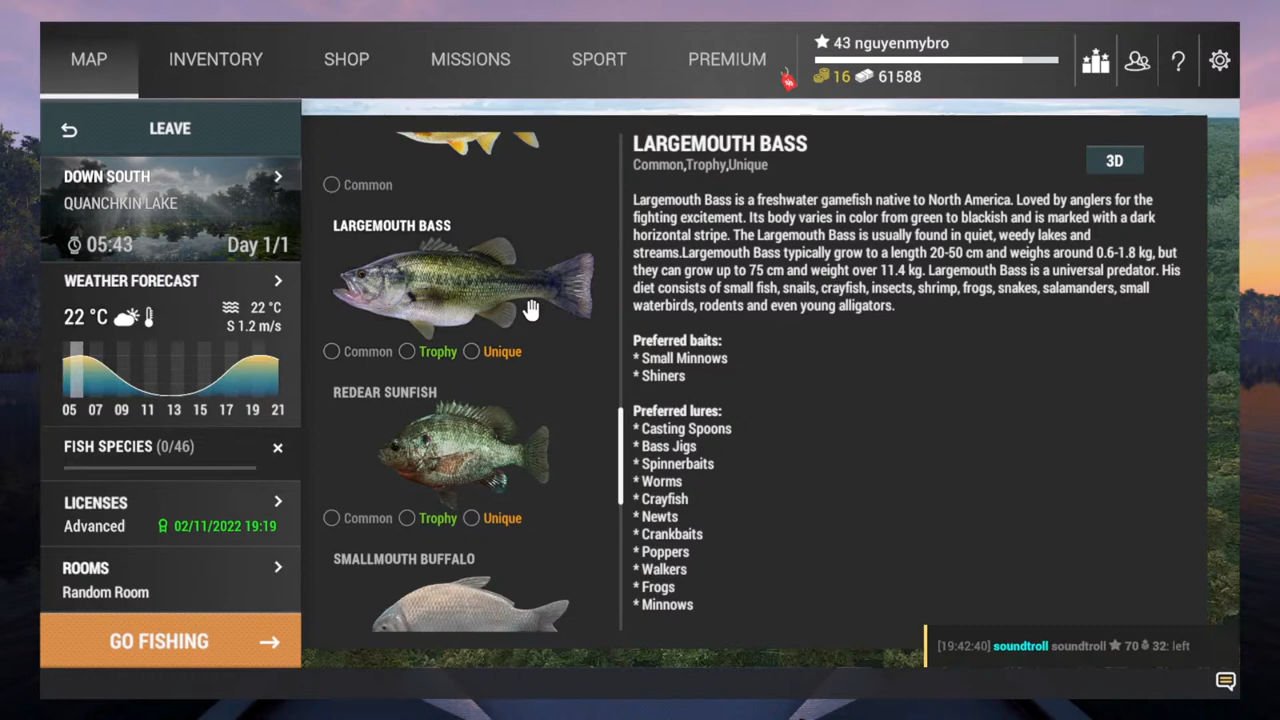 MAP INVENTORY SHOP MISSIONS SPORT PREMIUM
43 nguyenmybro
16 61588
LEAVE
DOWN SOUTH
QUANCHKIN LAKE
05:43 Day 1/1
WEATHER FORECAST
22 °C
22 °C
S 1.2 m/s
05 07 09 11 13 15 17 19 21
FISH SPECIES (0/46)
LICENSES
Advanced 02/11/2022 19:19
ROOMS
Random Room
GO FISHING
Common
LARGEMOUTH BASS
Common Trophy Unique
REDEAR SUNFISH
Common Trophy Unique
SMALLMOUTH BUFFALO
LARGEMOUTH BASS
Common,Trophy,Unique
3D
Largemouth Bass is a freshwater gamefish native to North America. Loved by anglers for the
fighting excitement. Its body varies in color from green to blackish and is marked with a dark
horizontal stripe. The Largemouth Bass is usually found in quiet, weedy lakes and
streams.Largemouth Bass typically grow to a length 20-50 cm and weighs around 0.6-1.8 kg, but
they can grow up to 75 cm and weight over 11.4 kg. Largemouth Bass is a universal predator. His
diet consists of small fish, snails, crayfish, insects, shrimp, frogs, snakes, salamanders, small
waterbirds, rodents and even young alligators.
Preferred baits:
* Small Minnows
* Shiners
Preferred lures:
* Casting Spoons
* Bass Jigs
* Spinnerbaits
* Worms
* Crayfish
* Newts
* Crankbaits
* Poppers
* Walkers
* Frogs
* Minnows
[19:42:40] soundtroll soundtroll 70 32: left